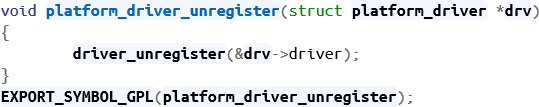 void platform_driver_unregister(struct platform_driver *drv)
{
        driver_unregister(&drv->driver);
}
EXPORT_SYMBOL_GPL(platform_driver_unregister);